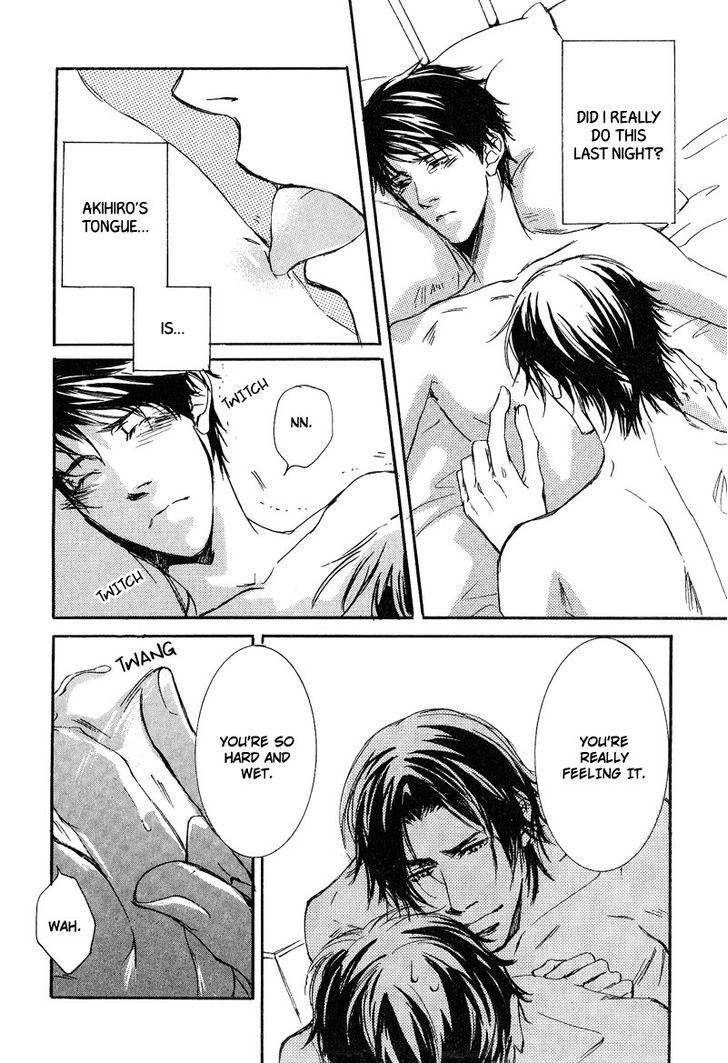 DID I REALLY
DO THIS
LAST NIGHT?
AKIHIRO'S
TONGUE...
IS...
TWITCH
NN.
TWITCH
YOU'RE
REALLY
FEELING IT.
YOU'RE SO
HARD AND
WET.
TWANG
WAH.